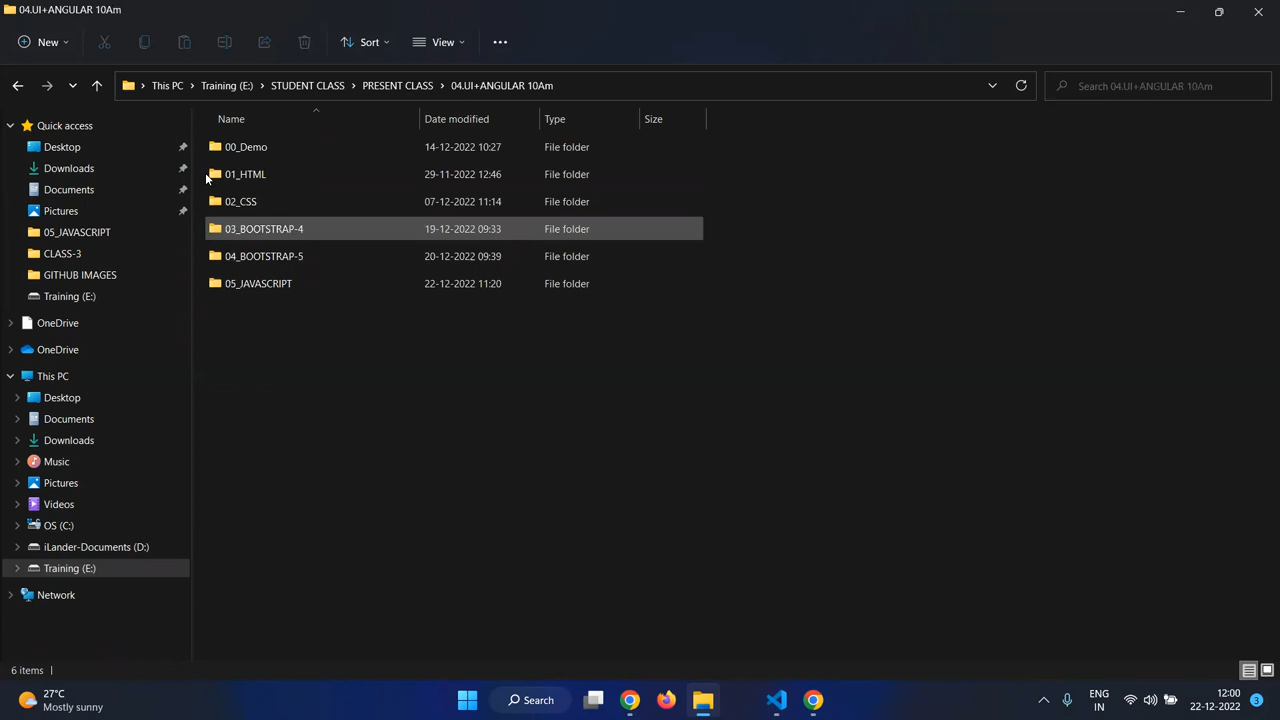 04.UI+ANGULAR 10Am
New
Sort
View
This PC
Training (E:)
STUDENT CLASS
PRESENT CLASS
04.UI+ANGULAR 10Am
Search 04.UI+ANGULAR 10Am
Name
Date modified
Type
Size
00_Demo 14-12-2022 10:27 File folder
01_HTML 29-11-2022 12:46 File folder
02_CSS 07-12-2022 11:14 File folder
03_BOOTSTRAP-4 19-12-2022 09:33 File folder
04_BOOTSTRAP-5 20-12-2022 09:39 File folder
05_JAVASCRIPT 22-12-2022 11:20 File folder
Quick access
Desktop
Downloads
Documents
Pictures
05_JAVASCRIPT
CLASS-3
GITHUB IMAGES
Training (E:)
OneDrive
OneDrive
This PC
Desktop
Documents
Downloads
Music
Pictures
Videos
OS (C:)
iLander-Documents (D:)
Training (E:)
Network
6 items
27°C
Mostly sunny
Search
ENG
IN
12:00
22-12-2022
3